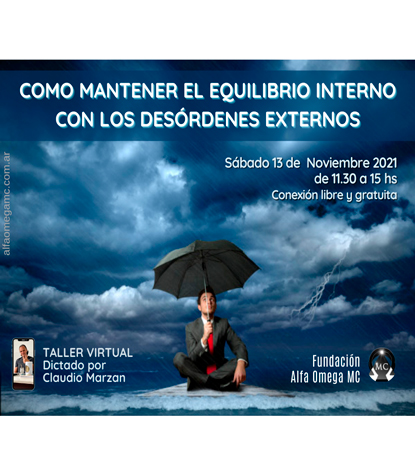 COMO MANTENER EL EQUILIBRIO INTERNO
CON LOS DESÓRDENES EXTERNOS
Sábado 13 de Noviembre 2021
de 11.30 a 15 hs
Conexión libre y gratuita
alfaomegamc.com.ar
TALLER VIRTUAL
Dictado por
Claudio Marzan
Fundación
Alfa Omega MC
MC